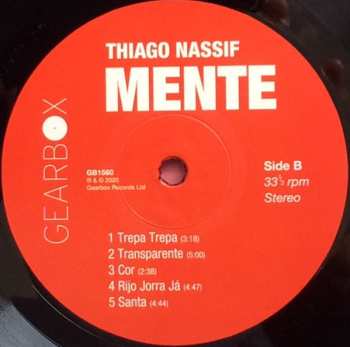 THIAGO NASSIF
MENTE
GEARBOX
GB1560
℗ & © 2020
Gearbox Records Ltd
Side B
33⅓ rpm
Stereo
1 Trepa Trepa (3:18)
2 Transparente (5:00)
3 Cor (2:38)
4 Rijo Jorra Já (4:47)
5 Santa (4:44)